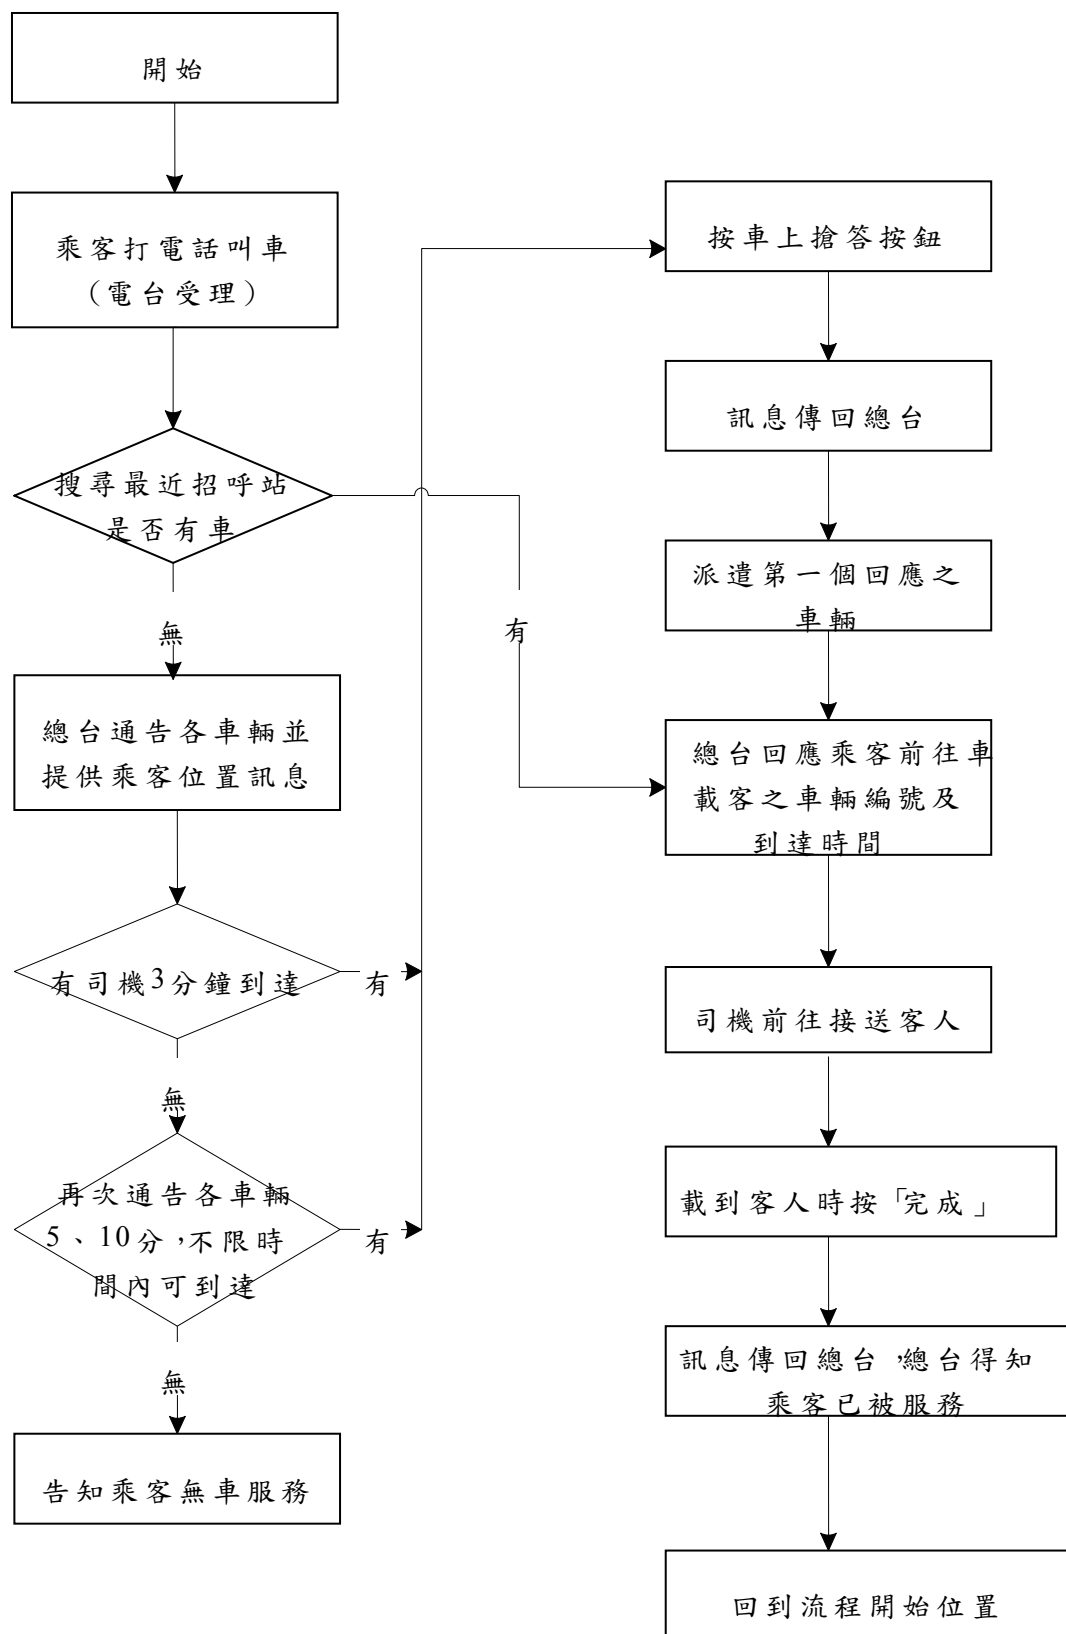 開始
乘客打電話叫車
（電台受理）
搜尋最近招呼站
是否有車
無
總台通告各車輛並
提供乘客位置訊息
有司機3分鐘到達
有
無
再次通告各車輛
5、10分，不限時
間內可到達
有
無
告知乘客無車服務
有
按車上搶答按鈕
訊息傳回總台
派遣第一個回應之
車輛
總台回應乘客前往車
載客之車輛編號及
到達時間
司機前往接送客人
載到客人時按「完成」
訊息傳回總台，總台得知
乘客已被服務
回到流程開始位置